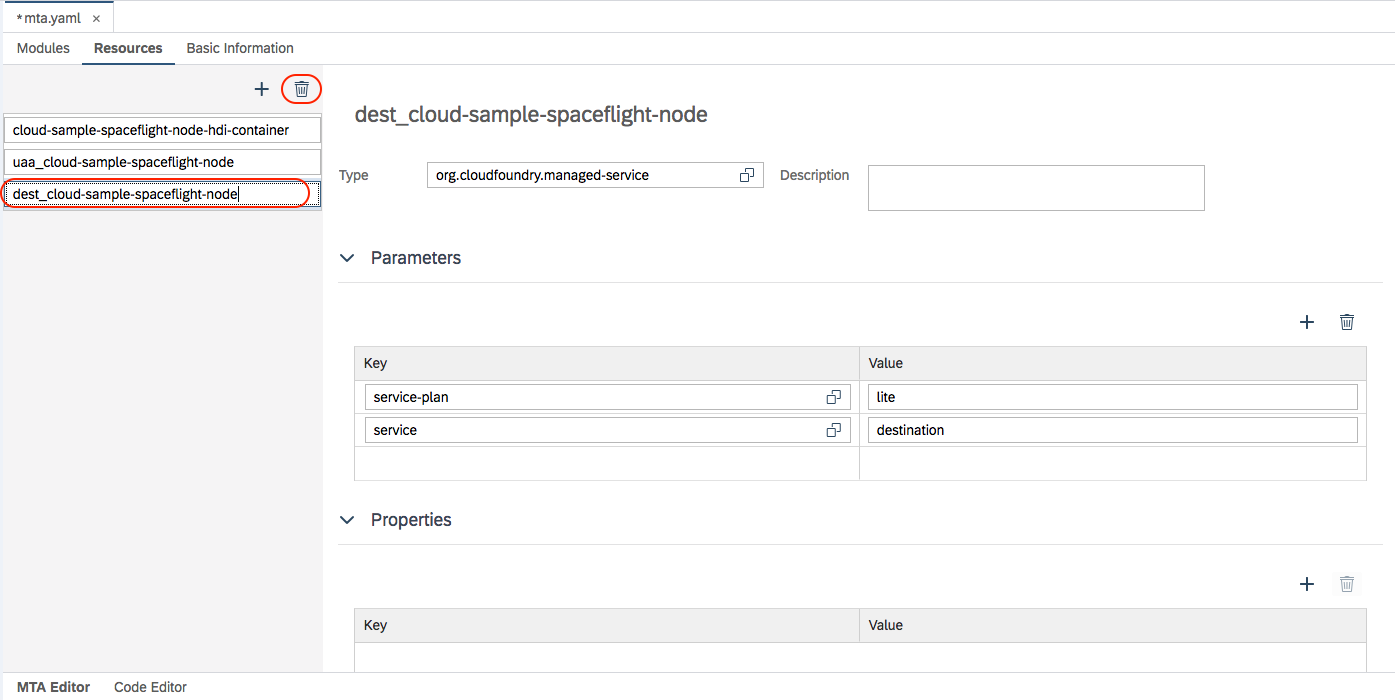 *mta.yaml ×
Modules Resources Basic Information
cloud-sample-spaceflight-node-hdi-container
uaa_cloud-sample-spaceflight-node
dest_cloud-sample-spaceflight-node
dest_cloud-sample-spaceflight-node
Type org.cloudfoundry.managed-service Description
Parameters
Key Value
service-plan lite
service destination
Properties
Key Value
MTA Editor Code Editor